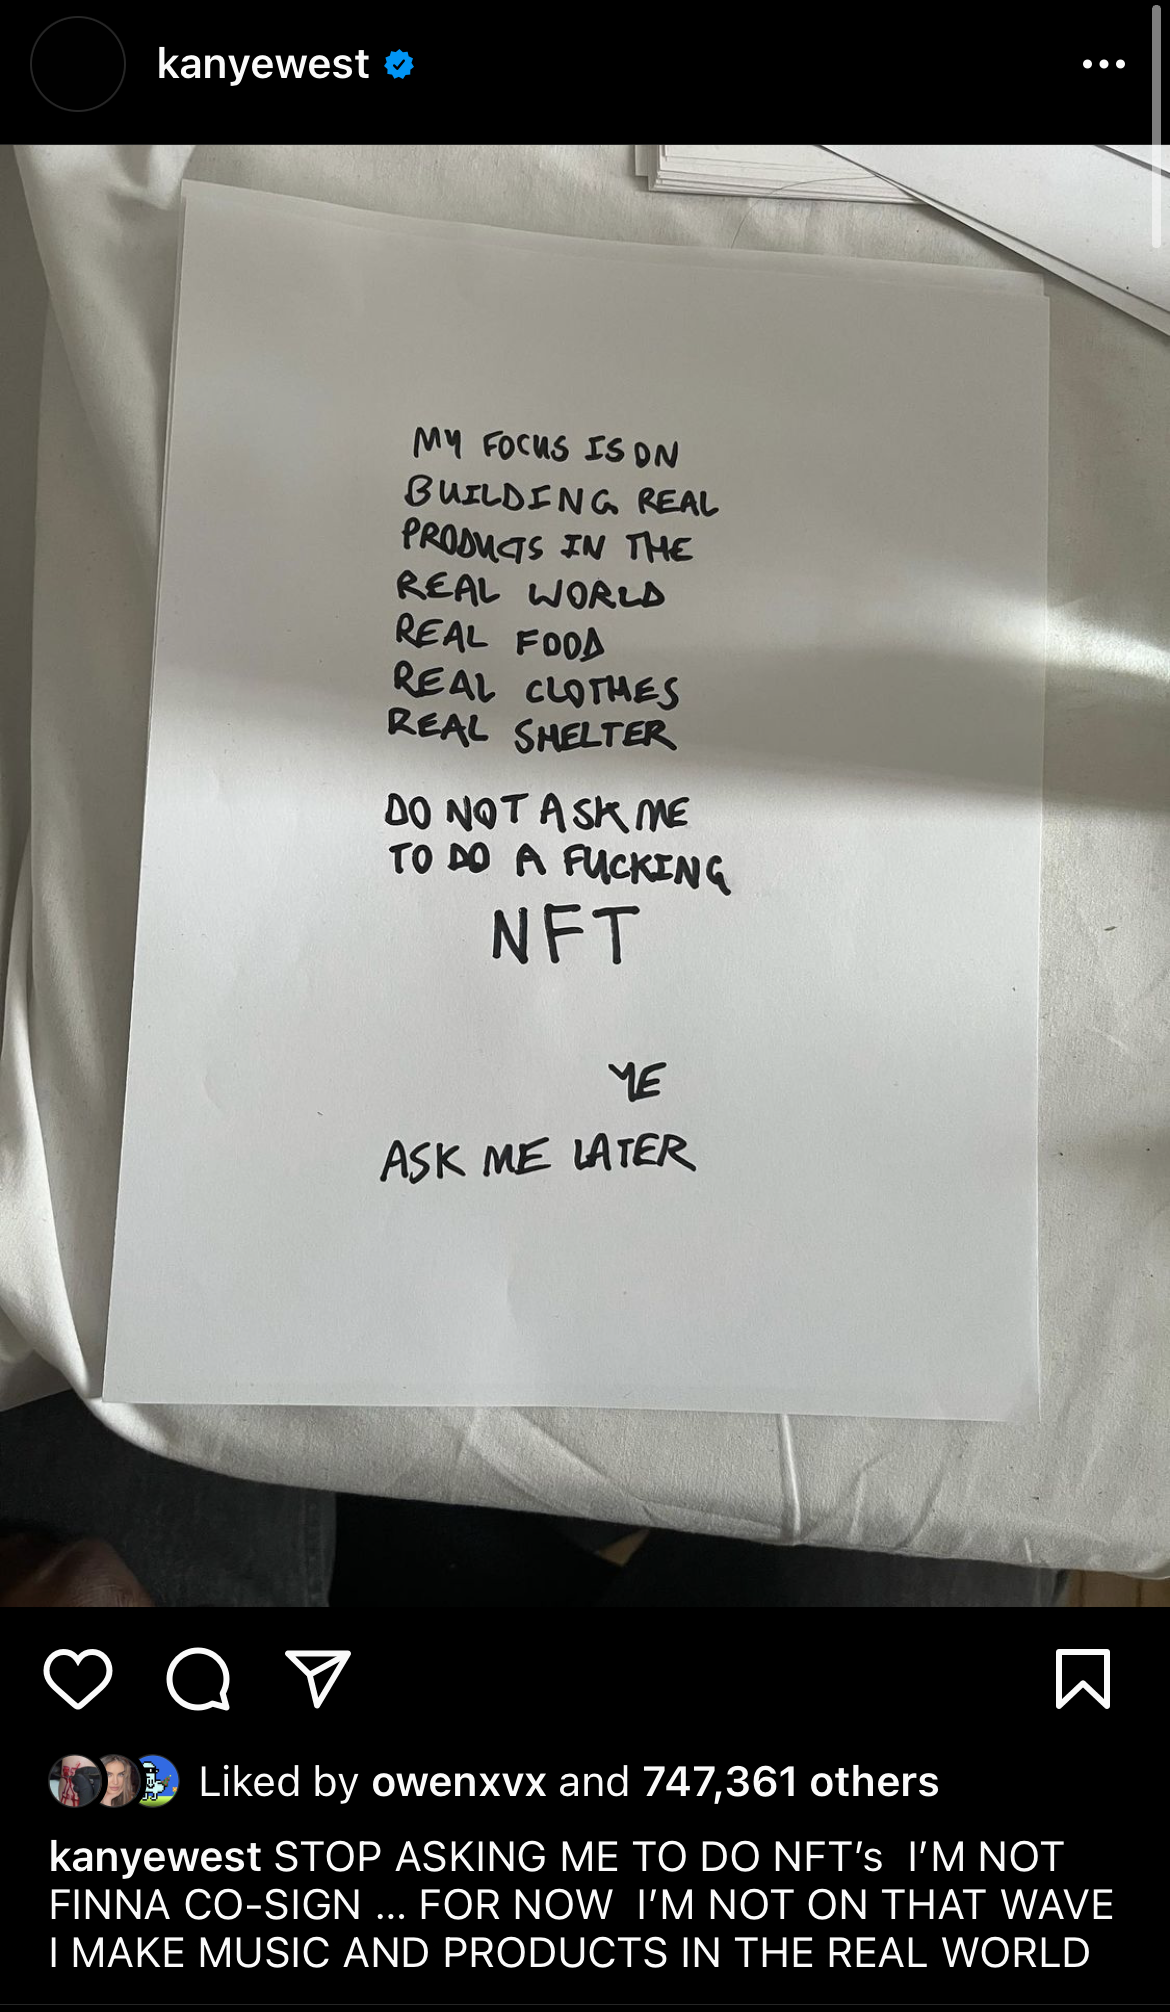 kanyewest
MY FOCUS IS ON
BUILDING REAL
PRODUCTS IN THE
REAL WORLD
REAL FOOD
REAL CLOTHES
REAL SHELTER
DO NOT ASK ME
TO DO A FUCKING
NFT
YE
ASK ME LATER
Liked by owenxvx and 747,361 others
kanyewest STOP ASKING ME TO DO NFT’s I’M NOT
FINNA CO-SIGN ... FOR NOW I’M NOT ON THAT WAVE
I MAKE MUSIC AND PRODUCTS IN THE REAL WORLD